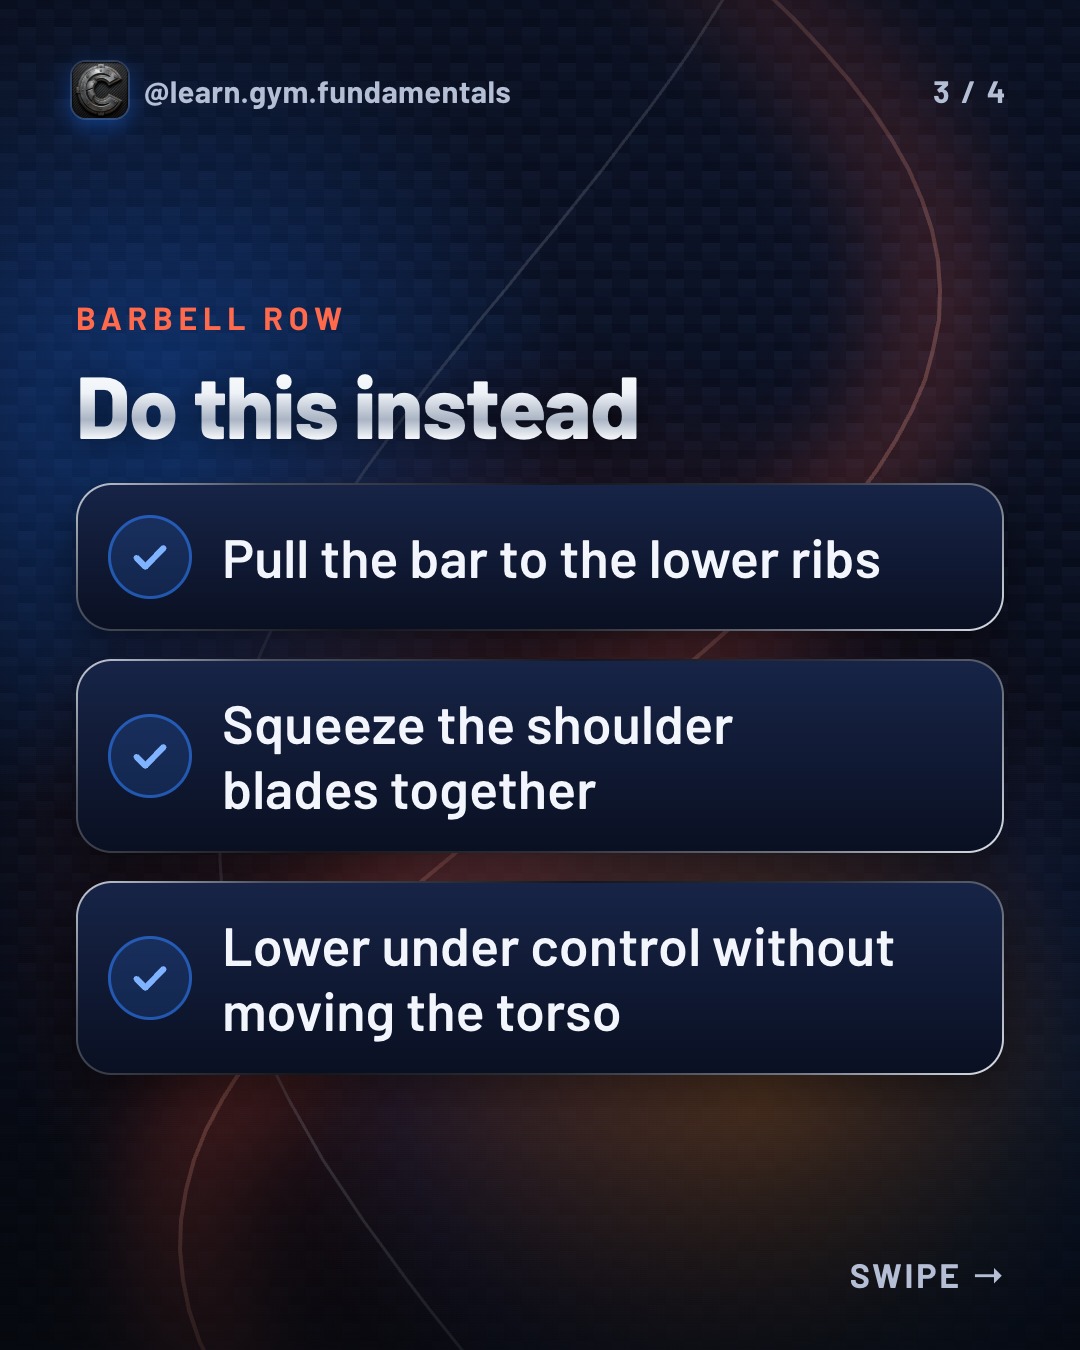 @learn.gym.fundamentals
3 / 4
BARBELL ROW
Do this instead
Pull the bar to the lower ribs
Squeeze the shoulder
blades together
Lower under control without
moving the torso
SWIPE →